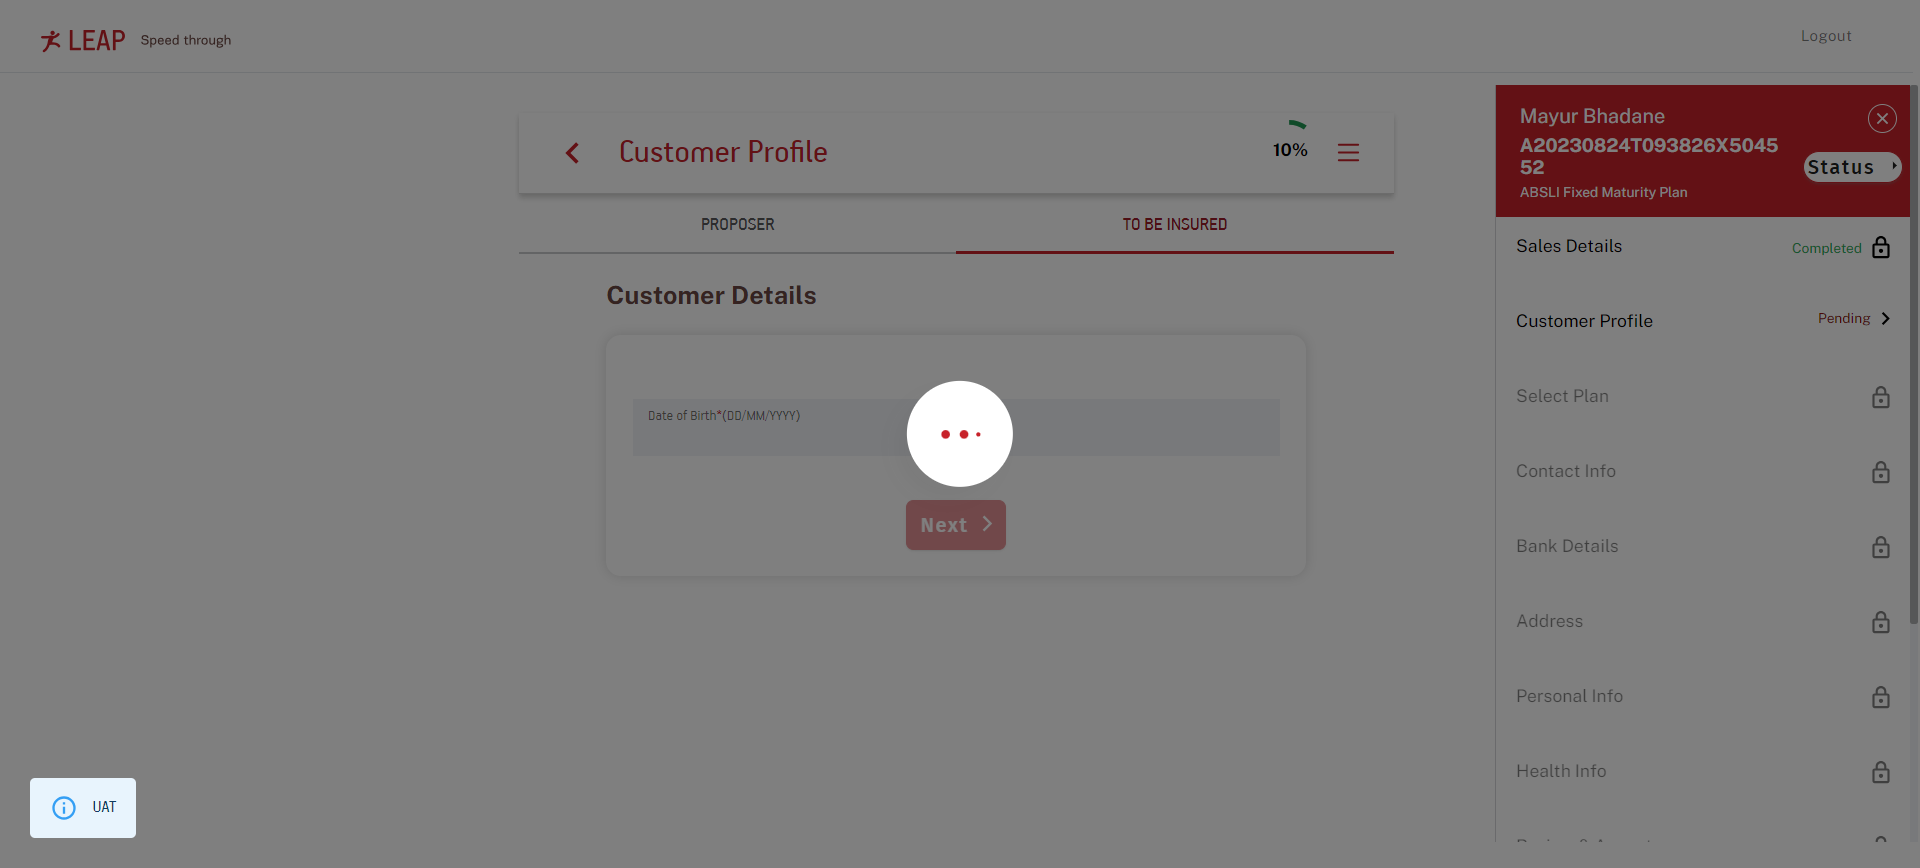 LEAP Speed through
Logout
Customer Profile
10%
PROPOSER
TO BE INSURED
Customer Details
Date of Birth*(DD/MM/YYYY)
Next
Mayur Bhadane
A20230824T093826X5045
52
Status
ABSLI Fixed Maturity Plan
Sales Details
Completed
Customer Profile
Pending
Select Plan
Contact Info
Bank Details
Address
Personal Info
Health Info
UAT